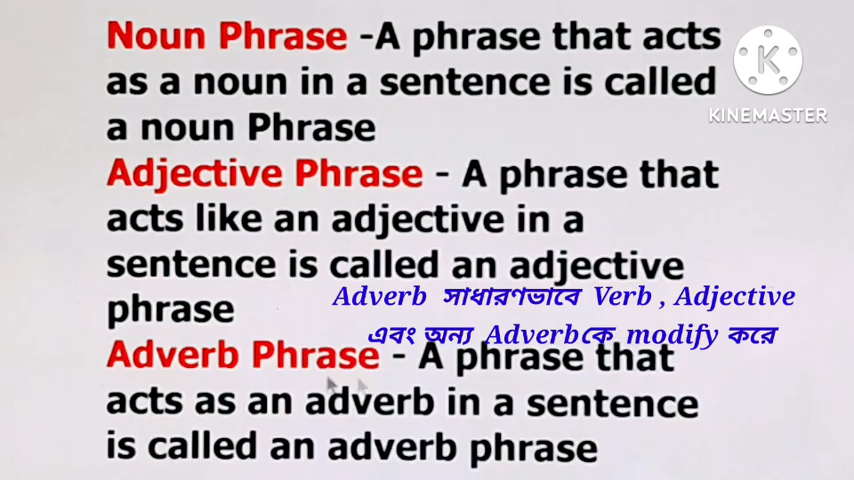 Noun Phrase -A phrase that acts
as a noun in a sentence is called
a noun Phrase
KINEMASTER
Adjective Phrase - A phrase that
acts like an adjective in a
sentence is called an adjective
phrase
Adverb সাধারণভাবে Verb , Adjective
এবং অন্য Adverbকে modify করে
Adverb Phrase - A phrase that
acts as an adverb in a sentence
is called an adverb phrase